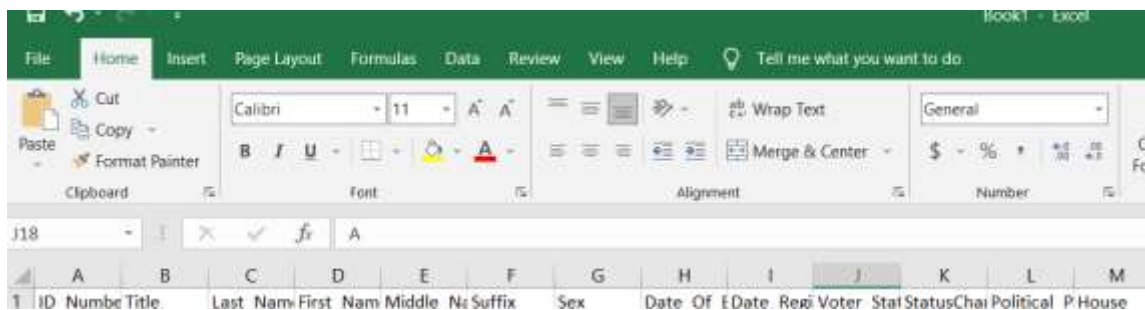 Book1 - Excel
File Home Insert Page Layout Formulas Data Review View Help Tell me what you want to do
Cut
Copy
Paste
Format Painter
Calibri 11 A A
B I U A
Wrap Text
Merge & Center
General
$ % ,
Clipboard Font Alignment Number
J18 fx A
A B C D E F G H I J K L M
1 ID Numbe Title Last Nam First Nam Middle Na Suffix Sex Date Of E Date Regi Voter Stat StatusChai Political P House